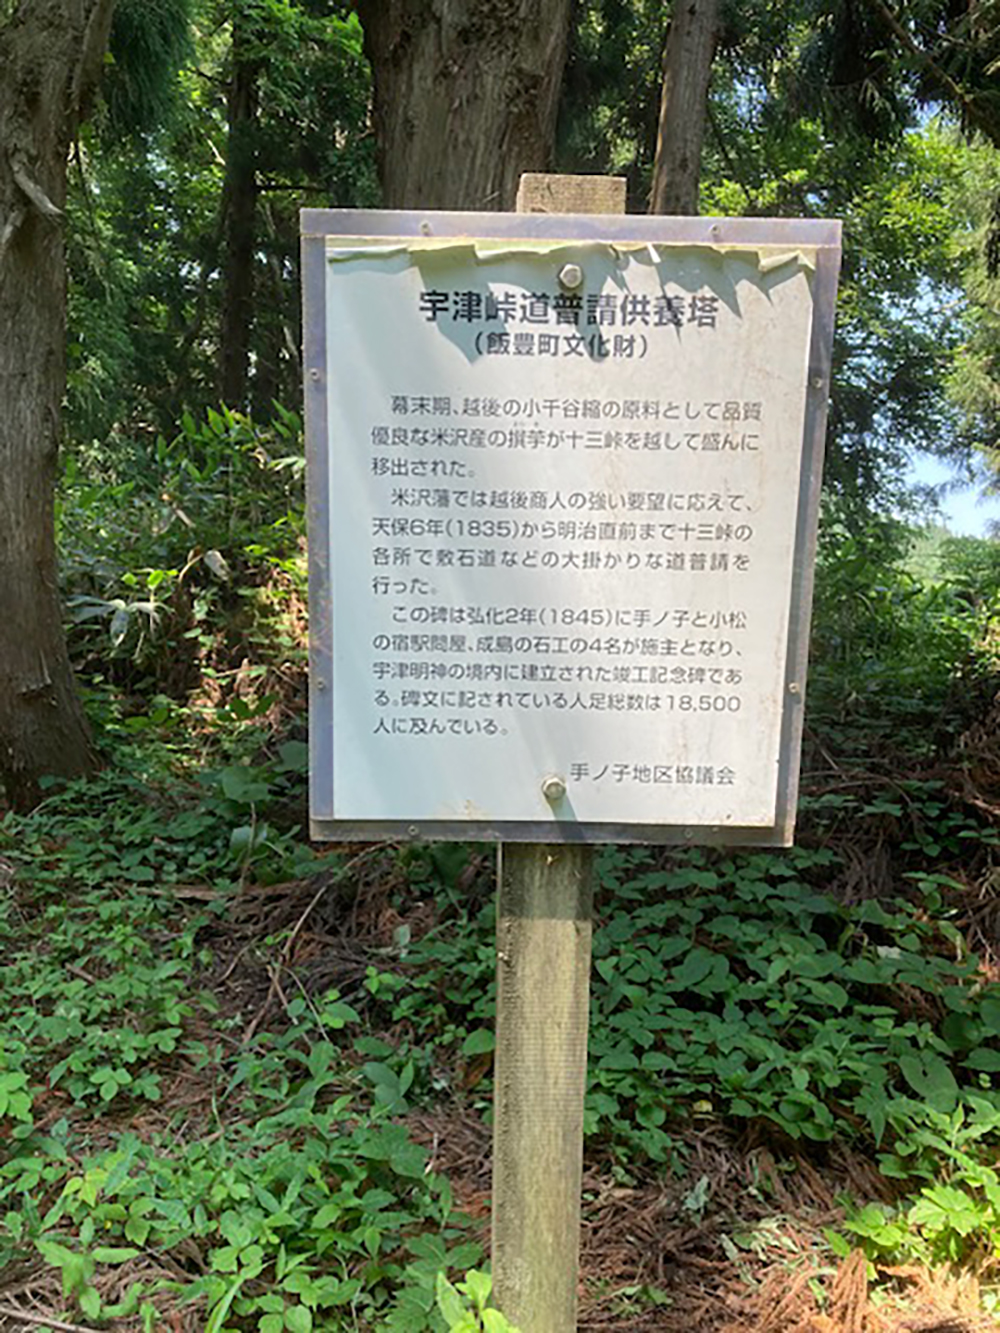 宇津峠道普請供養塔
(飯豊町文化財)
幕末期、越後の小千谷縮の原料として品質
優良な米沢産の撰苧が十三峠を越して盛んに
移出された。
米沢藩では越後商人の強い要望に応えて、
天保6年(1835)から明治直前まで十三峠の
各所で敷石道などの大掛かりな道普請を
行った。
この碑は弘化2年(1845)に手ノ子と小松
の宿駅問屋、成島の石工の4名が施主となり、
宇津明神の境内に建立された竣工記念碑であ
る。碑文に記されている人足総数は18,500
人に及んでいる。
手ノ子地区協議会